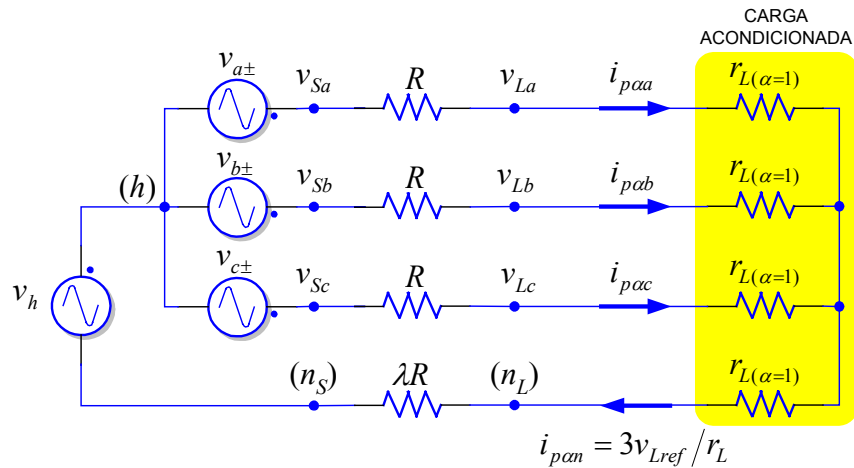 CARGA
ACONDICIONADA
v_{a±} v_{Sa} R v_{La} i_{pαa} r_{L(α=1)}
v_{b±} v_{Sb} R v_{Lb} i_{pαb} r_{L(α=1)}
(h)
v_{c±} v_{Sc} R v_{Lc} i_{pαc} r_{L(α=1)}
v_h
(n_S) λR (n_L) r_{L(α=1)}
i_{pαn} = 3v_{Lref}/r_L